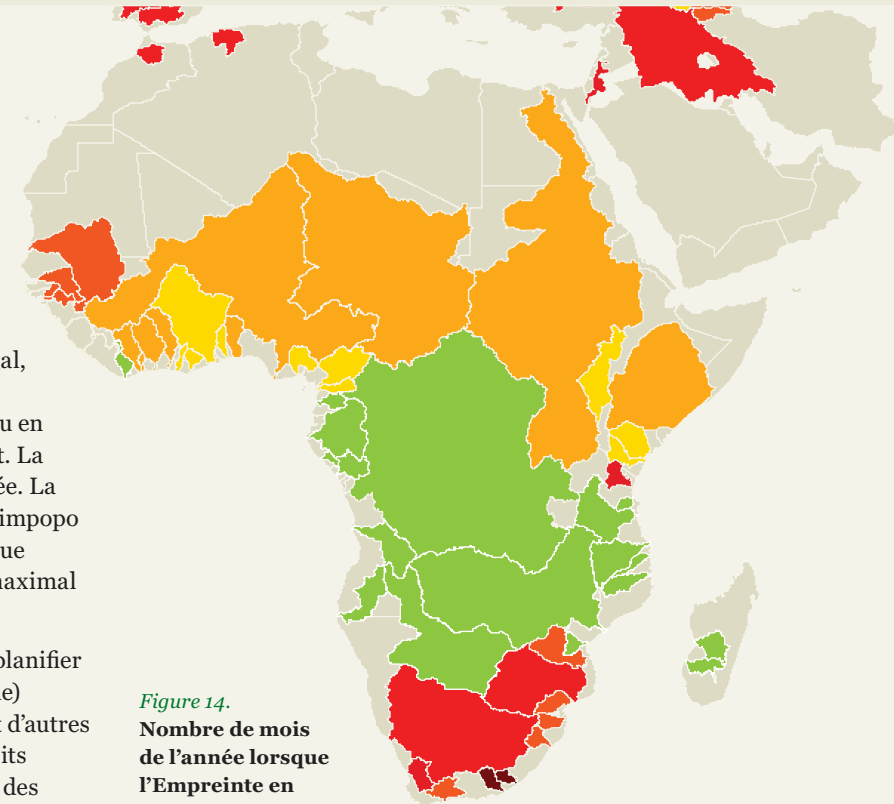 al,
u en
t. La
ée. La
impopo
ue
maximal
planifier
e)
t d'autres
its
des
Figure 14.
Nombre de mois
de l'année lorsque
l'Empreinte en